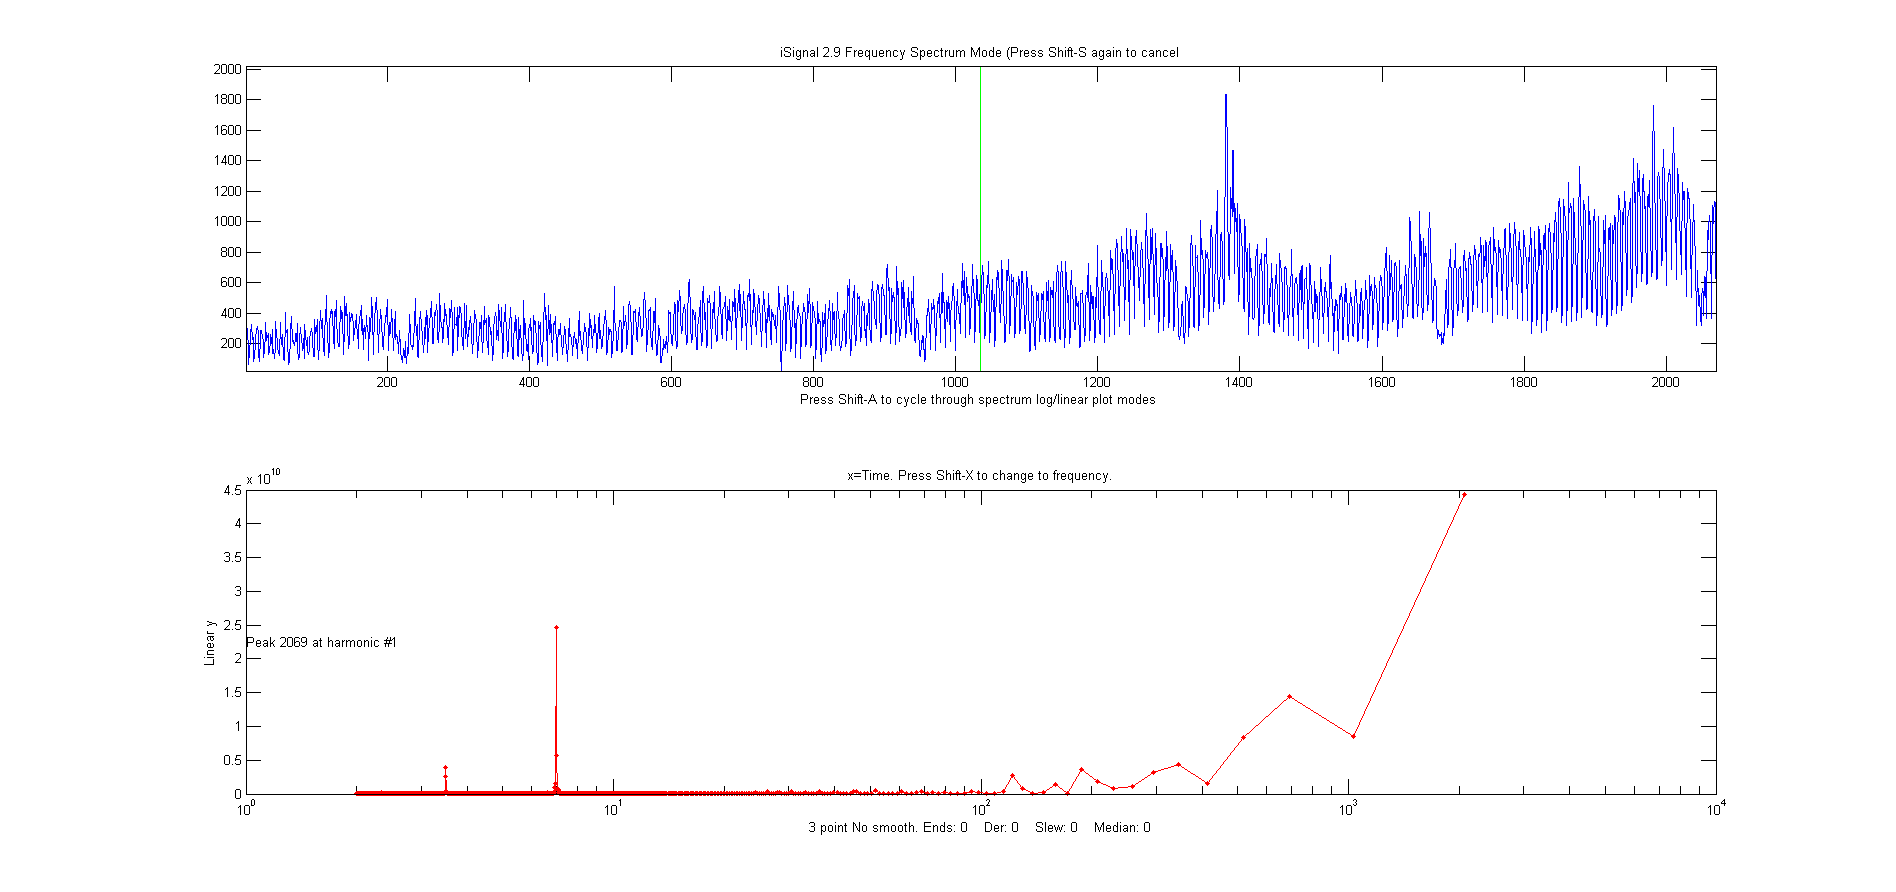 iSignal 2.9 Frequency Spectrum Mode (Press Shift-S again to cancel
2000
1800
1600
1400
1200
1000
800
600
400
200
200 400 600 800 1000 1200 1400 1600 1800 2000
Press Shift-A to cycle through spectrum log/linear plot modes
x=Time. Press Shift-X to change to frequency.
x 10^10
4.5
4
3.5
3
2.5
Peak 2069 at harmonic #1
Linear y
2
1.5
1
0.5
0
10^0 10^1 10^2 10^3 10^4
3 point No smooth. Ends: 0 Der: 0 Slew: 0 Median: 0